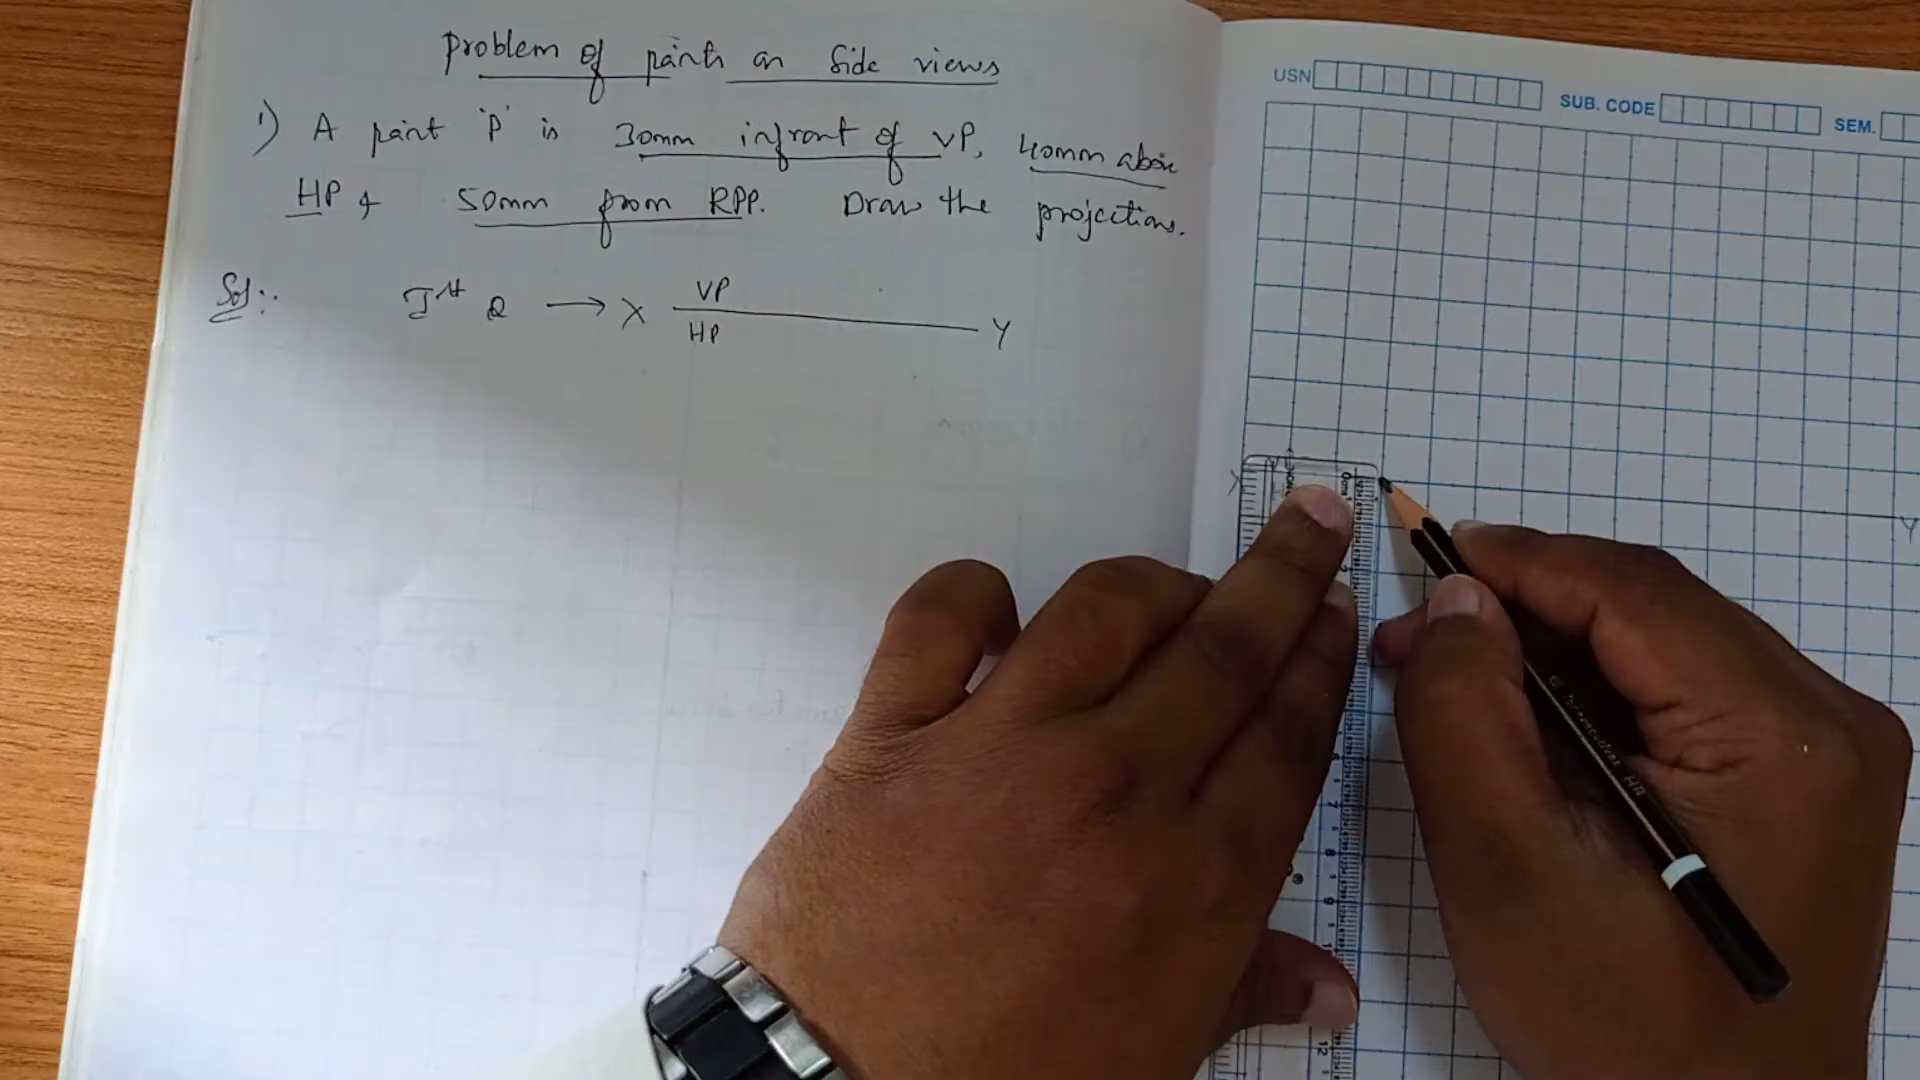 Problem of points on Side views
1) A point 'P' is 30mm infront of VP, 40mm above
HP & 50mm from RPP. Draw the projections.
Sol:. Ist Q → X VP Y
HP
USN SUB. CODE SEM.
X Y